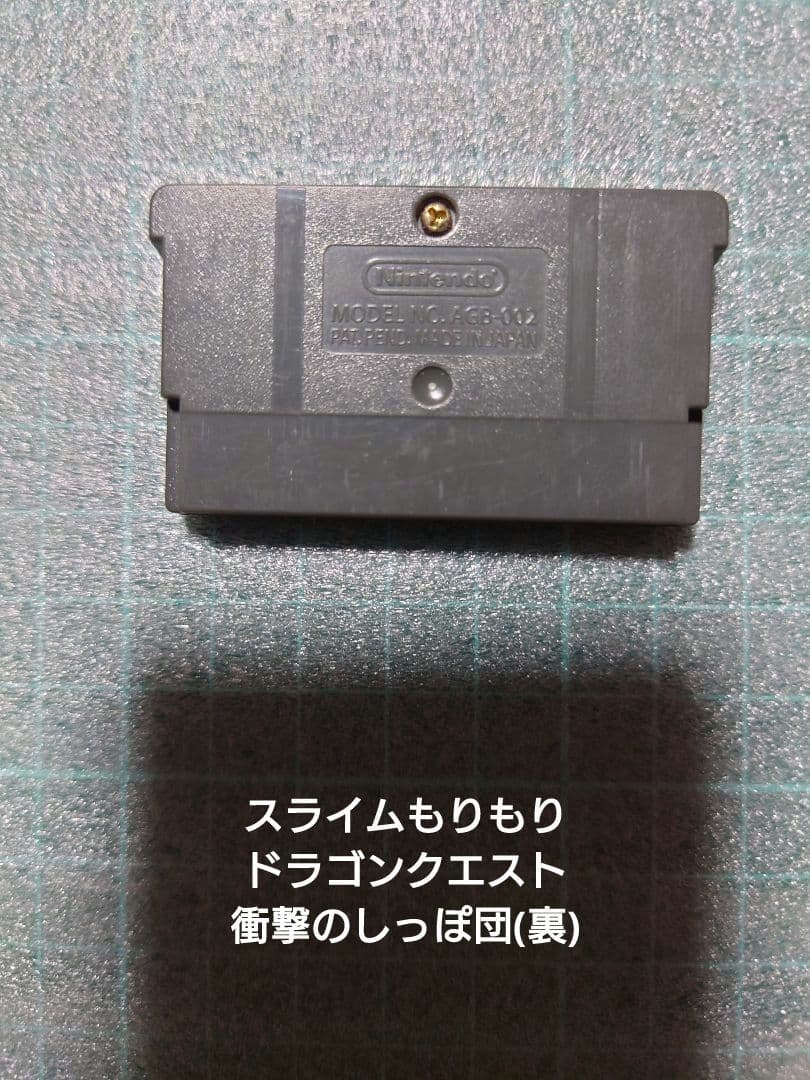 Nintendo
MODEL NO. AGB-002
PAT. PEND. MADE IN JAPAN
スライムもりもり
ドラゴンクエスト
衝撃のしっぽ団(裏)